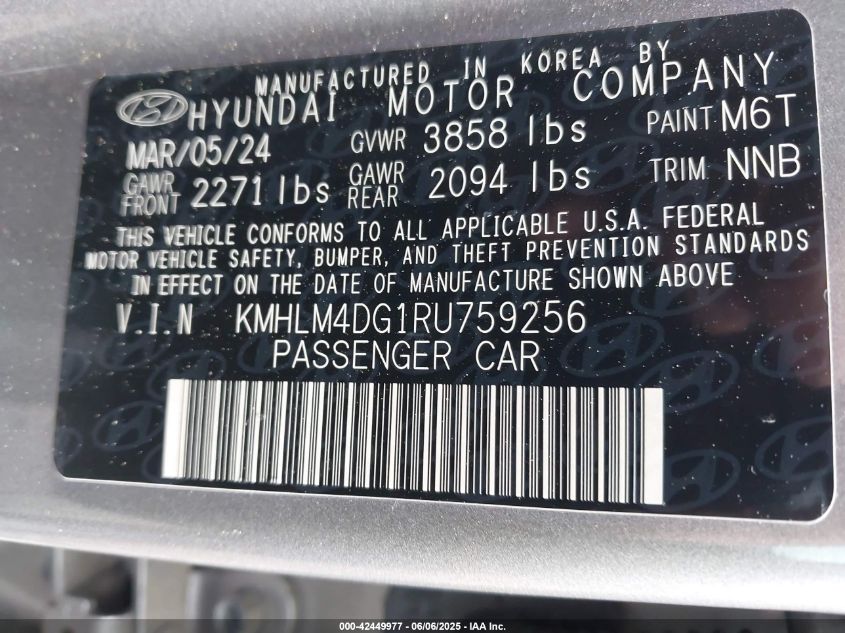 MANUFACTURED IN KOREA BY
HYUNDAI MOTOR COMPANY
MAR/05/24 GVWR 3858 lbs PAINT M6T
GAWR FRONT 2271 lbs GAWR REAR 2094 lbs TRIM NNB
THIS VEHICLE CONFORMS TO ALL APPLICABLE U.S.A. FEDERAL
MOTOR VEHICLE SAFETY, BUMPER, AND THEFT PREVENTION STANDARDS
IN EFFECT ON THE DATE OF MANUFACTURE SHOWN ABOVE
V.I.N KMHLM4DG1RU759256
PASSENGER CAR
000-42449977 - 06/06/2025 - IAA Inc.